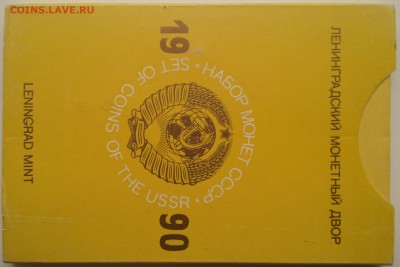 COINS.LAVE.RU
ЛЕНИНГРАДСКИЙ МОНЕТНЫЙ ДВОР
19 90
НАБОР МОНЕТ СССР • SET OF COINS OF THE USSR •
LENINGRAD MINT